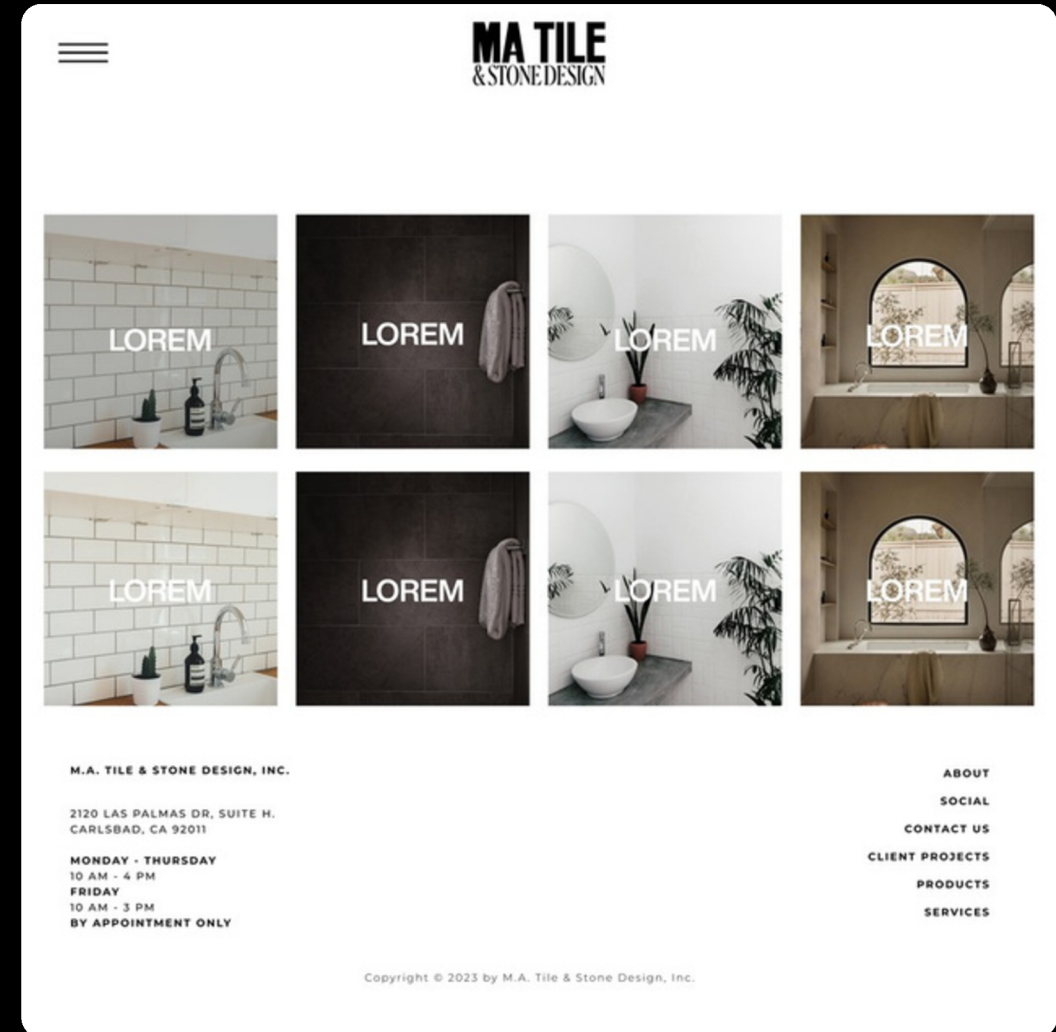 MA TILE
& STONE DESIGN
LOREM
LOREM
LOREM
LOREM
LOREM
LOREM
LOREM
LOREM
M.A. TILE & STONE DESIGN, INC.
2120 LAS PALMAS DR, SUITE H.
CARLSBAD, CA 92011
MONDAY - THURSDAY
10 AM - 4 PM
FRIDAY
10 AM - 3 PM
BY APPOINTMENT ONLY
ABOUT
SOCIAL
CONTACT US
CLIENT PROJECTS
PRODUCTS
SERVICES
Copyright © 2023 by M.A. Tile & Stone Design, Inc.